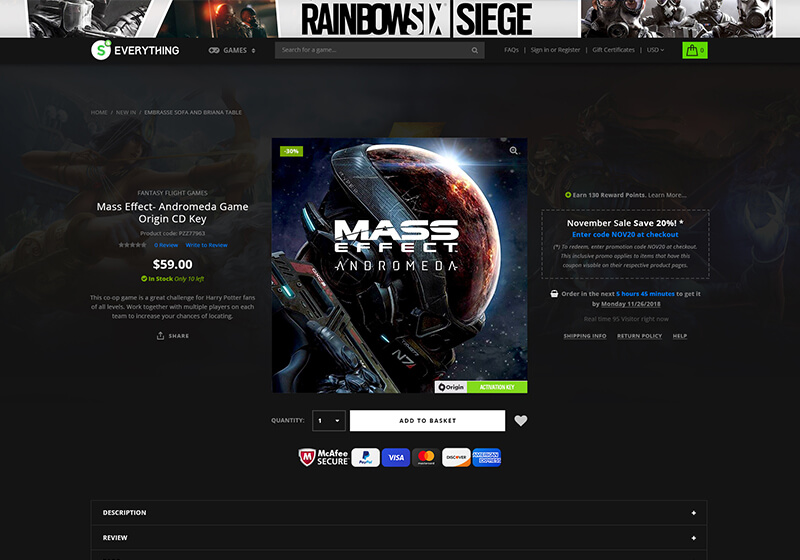 RAINBOWSIX | SIEGE
S EVERYTHING
GAMES
Search for a game...
FAQs | Sign in or Register | Gift Certificates | USD
0
HOME / NEW IN / EMBRASSE SOFA AND BRIANA TABLE
-30%
FANTASY FLIGHT GAMES
Mass Effect- Andromeda Game
Origin CD Key
Product code: PZZ77963
0 Review Write to Review
$59.00
In Stock Only 10 left
This co-op game is a great challenge for Harry Potter fans
of all levels. Work together with multiple players on each
team to increase your chances of locating.
SHARE
MASS
EFFECT
ANDROMEDA
N7
Origin
ACTIVATION KEY
Earn 130 Reward Points. Learn More...
November Sale Save 20%! *
Enter code NOV20 at checkout
(*) To redeem, enter promotion code NOV20 at checkout.
This inclusive promo applies to items that have this
coupon visable on their respective product pages.
Order in the next 5 hours 45 minutes to get it
by Monday 11/26/2018
Real time 95 Visitor right now
SHIPPING INFO RETURN POLICY HELP
QUANTITY: 1 ADD TO BASKET
McAfee
SECURE
PayPal
VISA
mastercard
DISCOVER
AMERICAN
EXPRESS
DESCRIPTION +
REVIEW +